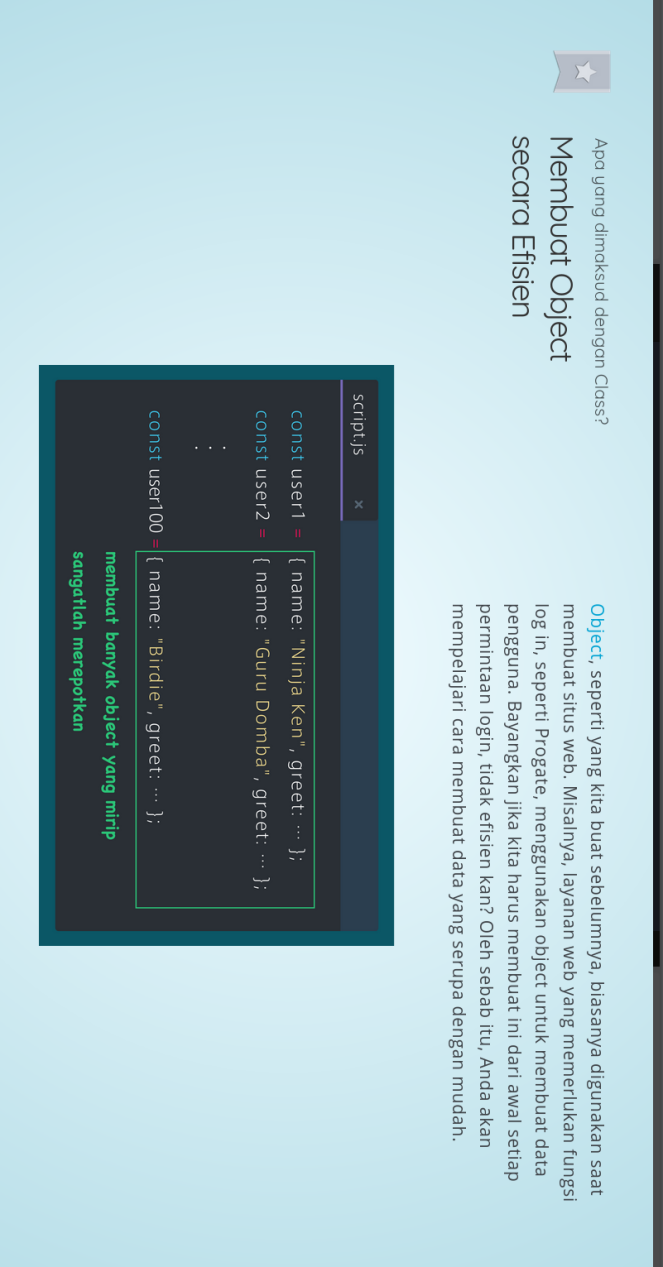 Apa yang dimaksud dengan Class?
Membuat Object
secara Efisien
Object, seperti yang kita buat sebelumnya, biasanya digunakan saat
membuat situs web. Misalnya, layanan web yang memerlukan fungsi
log in, seperti Progate, menggunakan object untuk membuat data
pengguna. Bayangkan jika kita harus membuat ini dari awal setiap
permintaan login, tidak efisien kan? Oleh sebab itu, Anda akan
mempelajari cara membuat data yang serupa dengan mudah.
script.js ×
const user1 = { name: "Ninja Ken", greet: ... };
const user2 = { name: "Guru Domba", greet: ... };
...
const user100 = { name: "Birdie", greet: ... };
membuat banyak object yang mirip
sangatlah merepotkan